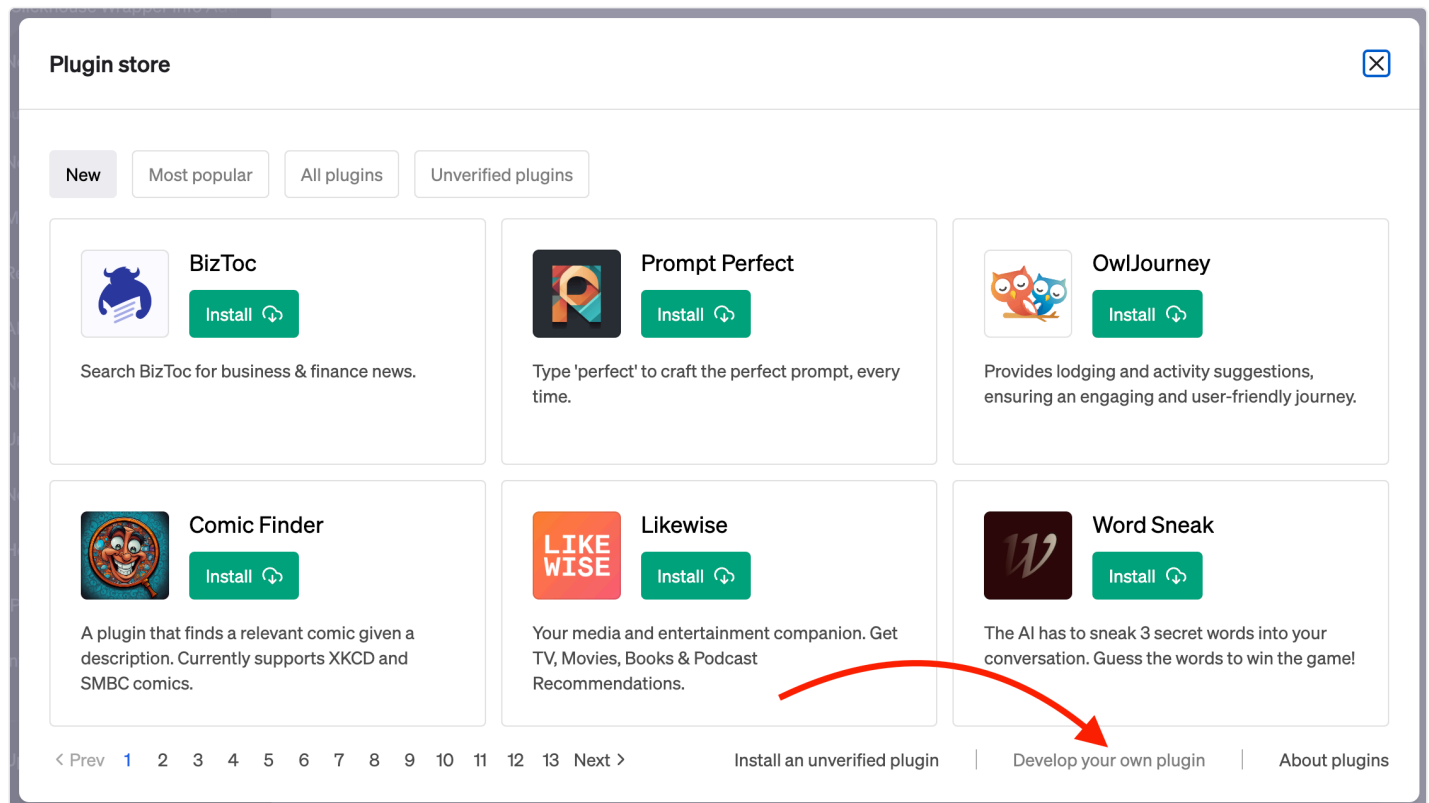 Plugin store
New
Most popular
All plugins
Unverified plugins
BizToc
Install
Search BizToc for business & finance news.
Prompt Perfect
Install
Type 'perfect' to craft the perfect prompt, every
time.
OwlJourney
Install
Provides lodging and activity suggestions,
ensuring an engaging and user-friendly journey.
Comic Finder
Install
A plugin that finds a relevant comic given a
description. Currently supports XKCD and
SMBC comics.
LIKE
WISE
Likewise
Install
Your media and entertainment companion. Get
TV, Movies, Books & Podcast
Recommendations.
W
Word Sneak
Install
The AI has to sneak 3 secret words into your
conversation. Guess the words to win the game!
< Prev 1 2 3 4 5 6 7 8 9 10 11 12 13 Next >
Install an unverified plugin | Develop your own plugin | About plugins